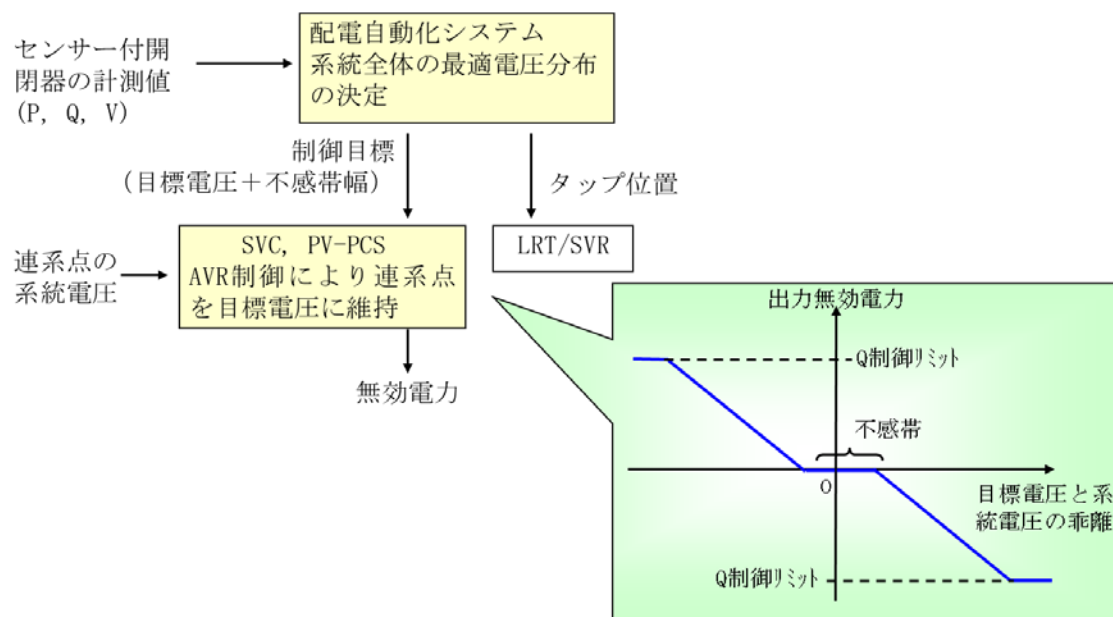 センサー付開
閉器の計測値
(P, Q, V)
配電自動化システム
系統全体の最適電圧分布
の決定
制御目標
（目標電圧＋不感帯幅）
タップ位置
連系点の
系統電圧
SVC, PV-PCS
AVR制御により連系点
を目標電圧に維持
LRT/SVR
無効電力
出力無効電力
Q制御ﾘﾐｯﾄ
不感帯
O
目標電圧と系
統電圧の乖離
Q制御ﾘﾐｯﾄ